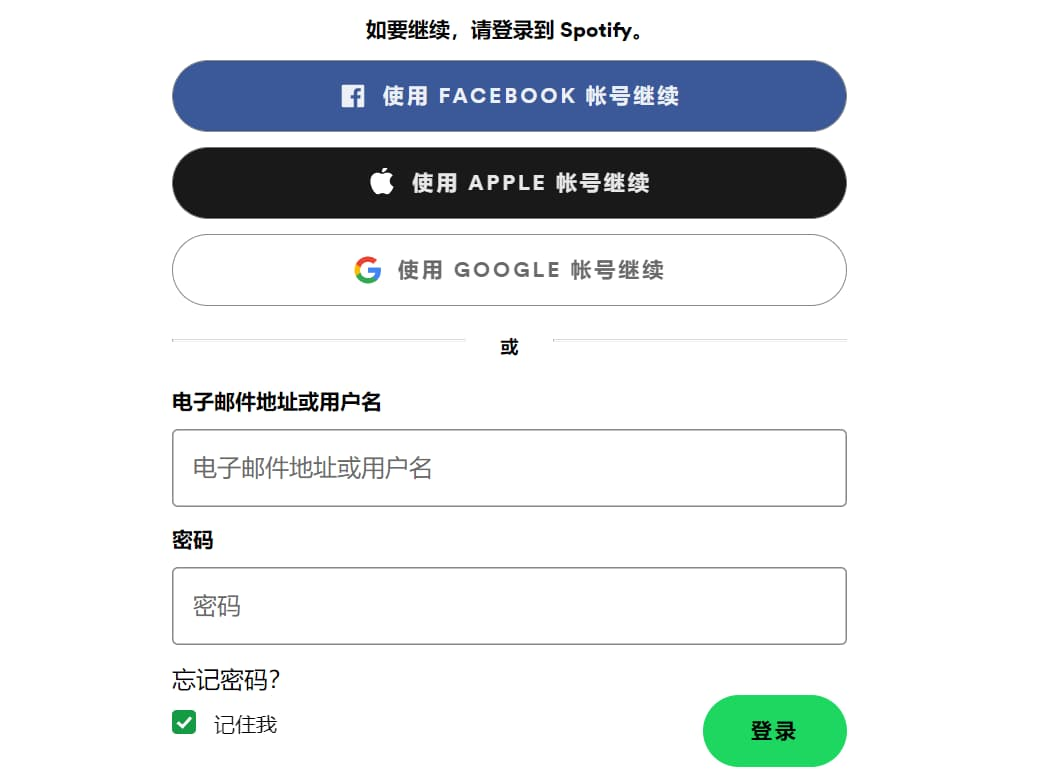 如要继续，请登录到 Spotify。
使用 FACEBOOK 帐号继续
使用 APPLE 帐号继续
使用 GOOGLE 帐号继续
或
电子邮件地址或用户名
电子邮件地址或用户名
密码
密码
忘记密码？
记住我
登录